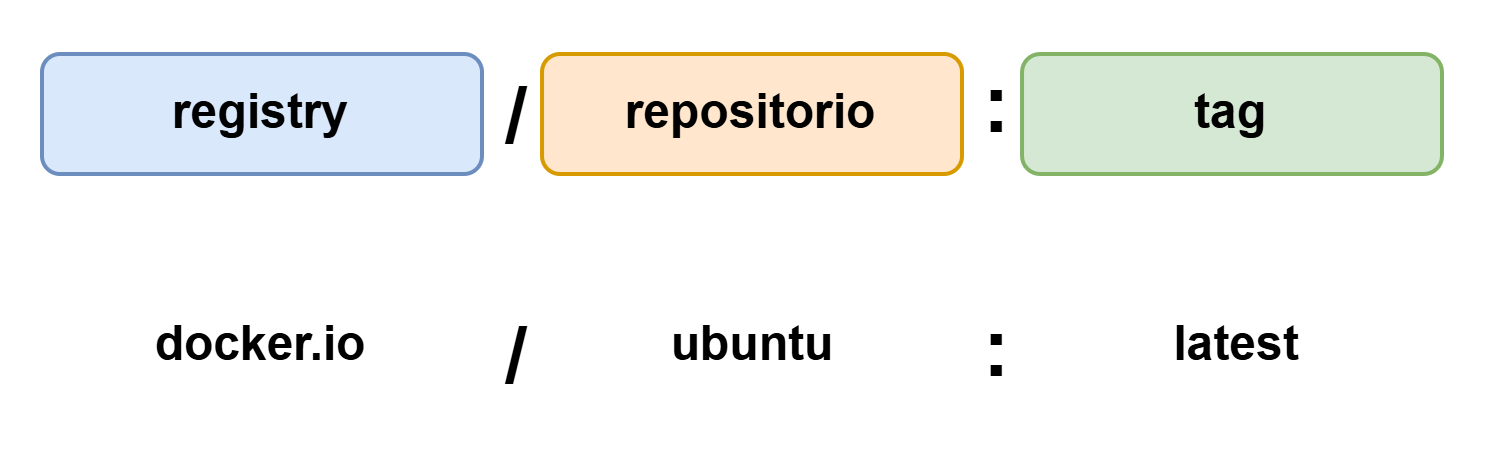 registry / repositorio : tag
docker.io / ubuntu : latest